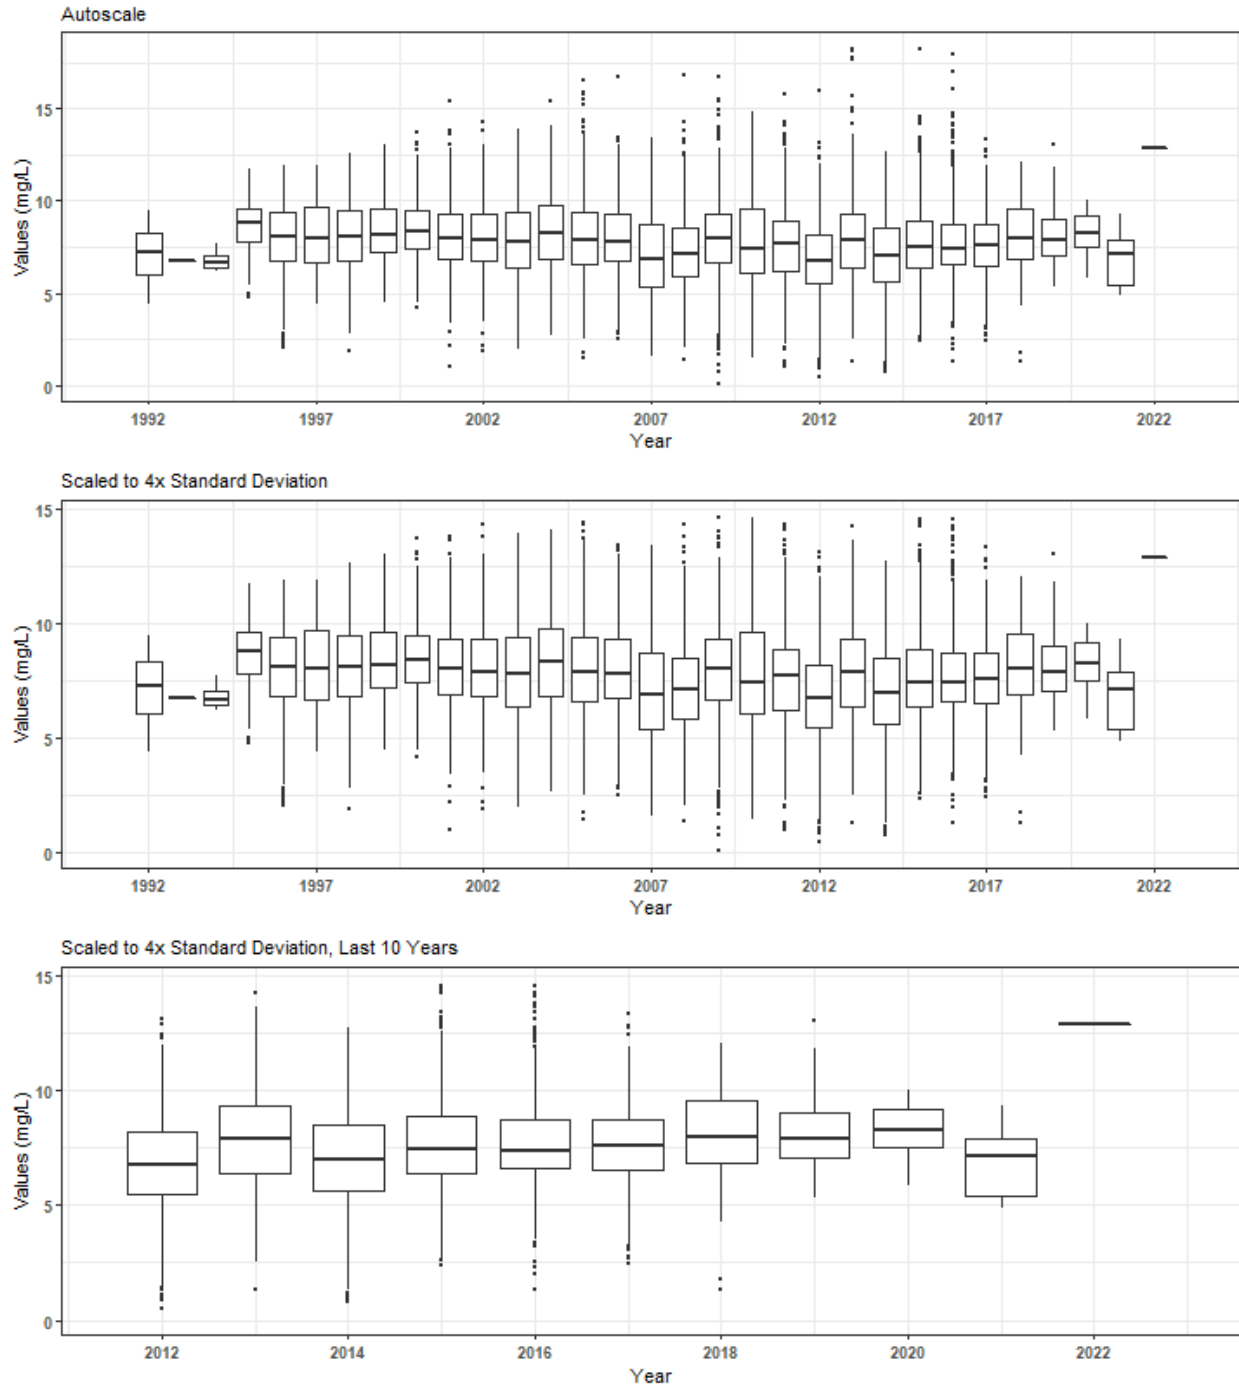 Autoscale
15
10
5
0
Values (mg/L)
1992 1997 2002 2007 2012 2017 2022
Year
Scaled to 4x Standard Deviation
15
10
5
0
Values (mg/L)
1992 1997 2002 2007 2012 2017 2022
Year
Scaled to 4x Standard Deviation, Last 10 Years
15
10
5
0
Values (mg/L)
2012 2014 2016 2018 2020 2022
Year